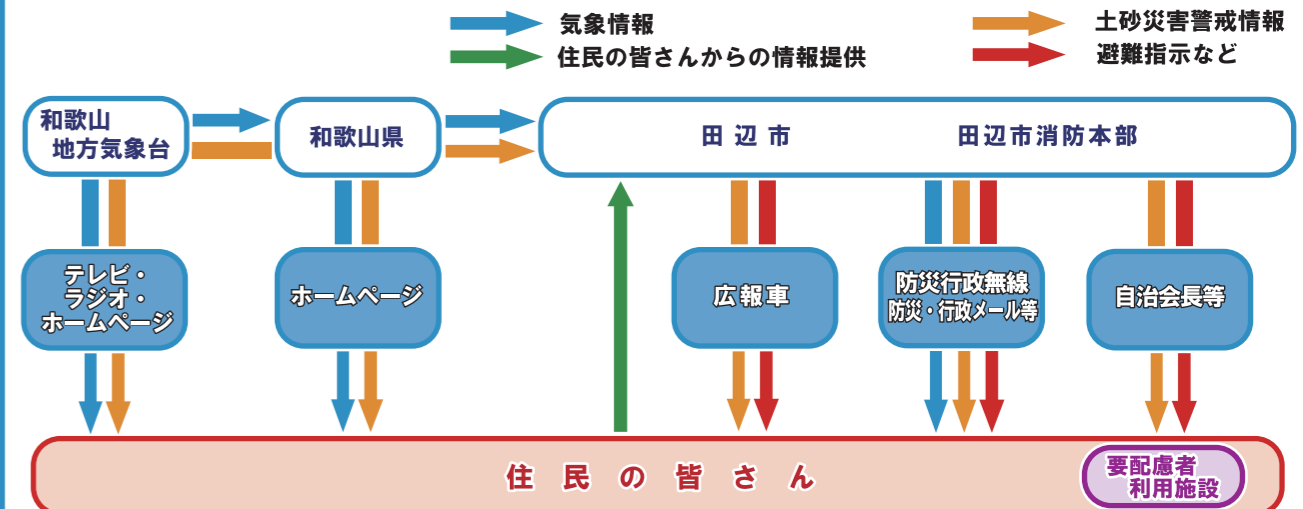 気象情報
土砂災害警戒情報
住民の皆さんからの情報提供
避難指示など
和歌山
地方気象台
和歌山県
田辺市
田辺市消防本部
テレビ・
ラジオ・
ホームページ
ホームページ
広報車
防災行政無線
防災・行政メール等
自治会長等
住民の皆さん
要配慮者
利用施設